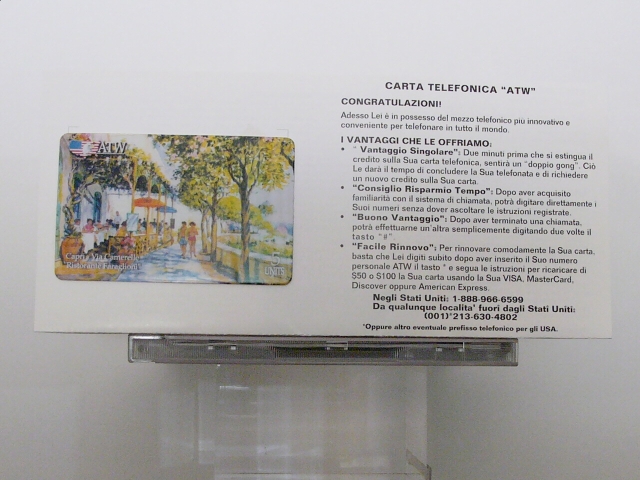 ATW
Capri - Via Camerelle
"Ristorante Faraglioni"
UNITS
CARTA TELEFONICA "ATW"
CONGRATULAZIONI!
Adesso Lei è in possesso del mezzo telefonico più innovativo e
conveniente per telefonare in tutto il mondo.
I VANTAGGI CHE LE OFFRIAMO:
• " Vantaggio Singolare": Due minuti prima che si estingua il
credito sulla Sua carta telefonica, sentirà un "doppio gong". Ciò
Le darà il tempo di concludere la Sua telefonata e di richiedere
un nuovo credito sulla Sua carta.
• "Consiglio Risparmio Tempo": Dopo aver acquisito
familiarità con il sistema di chiamata, potrà digitare direttamente i
Suoi numeri senza dover ascoltare le istruzioni registrate.
• "Buono Vantaggio": Dopo aver terminato una chiamata,
potrà effettuarne un'altra semplicemente digitando due volte il
tasto "#".
• "Facile Rinnovo": Per rinnovare comodamente la Sua carta,
basta che Lei digiti subito dopo aver inserito il Suo numero
personale ATW il tasto * e segua le istruzioni per ricaricare di
$50 o $100 la Sua carta usando la Sua VISA, MasterCard,
Discover oppure American Express.
Negli Stati Uniti: 1-888-966-6599
Da qualunque localita' fuori dagli Stati Uniti:
(001)*213-630-4802
*Oppure altro eventuale prefisso telefonico per gli USA.